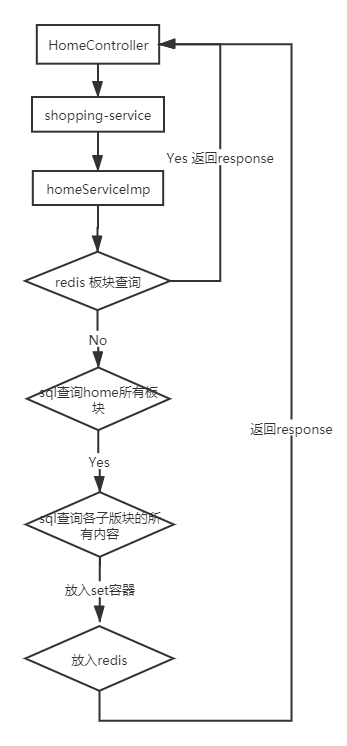 HomeController
shopping-service
Yes 返回response
homeServiceImp
redis 板块查询
No
sql查询home所有板
块
返回response
Yes
sql查询各子版块的所
有内容
放入set容器
放入redis